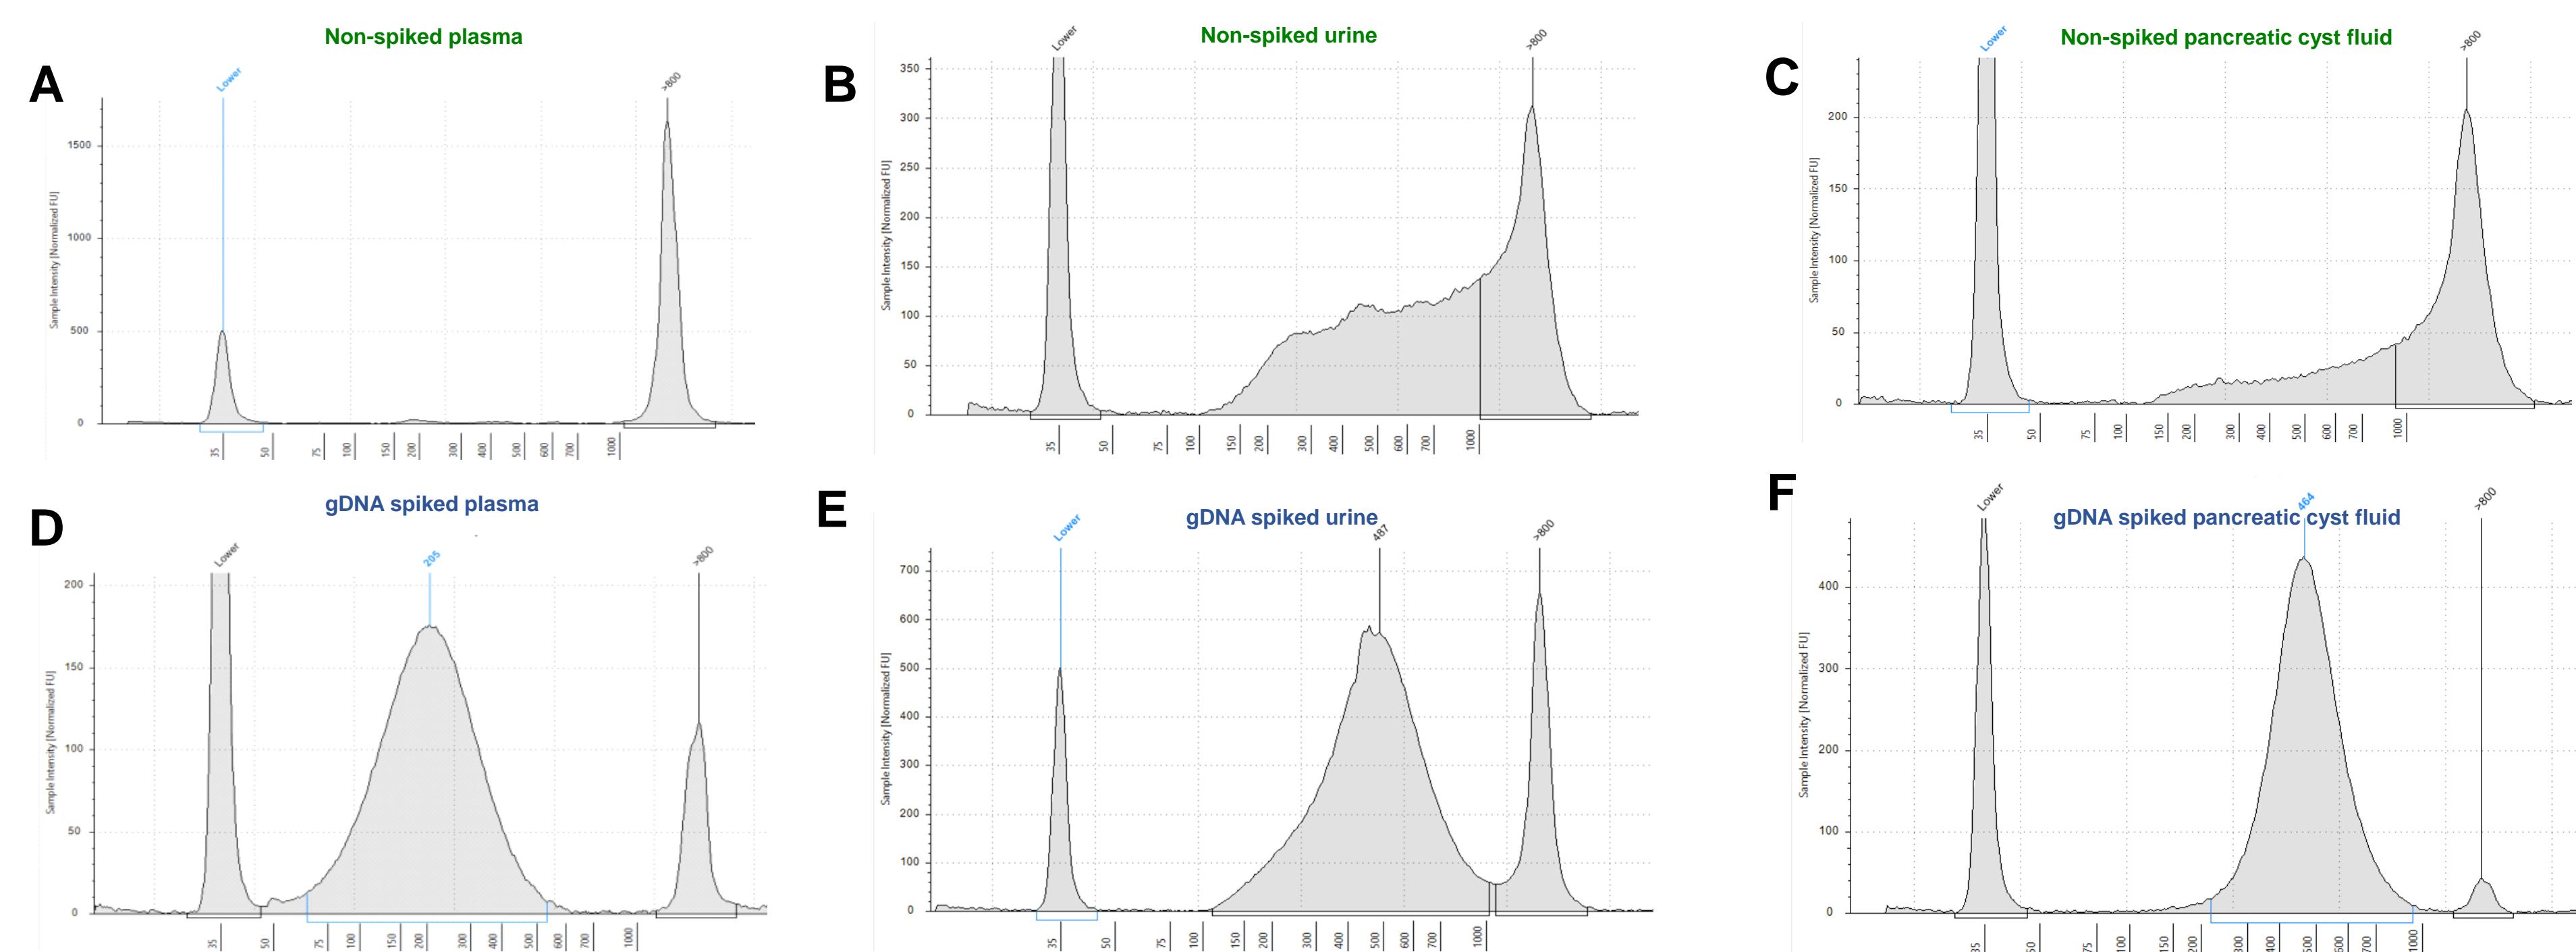 A
Non-spiked plasma
Lower
>800
Sample Intensity [Normalized FU]
1500
1000
500
0
35 50 75 100 150 200 300 400 500 600 700 1000
B
Non-spiked urine
Lower
>800
Sample Intensity [Normalized FU]
350
300
250
200
150
100
50
0
35 50 75 100 150 200 300 400 500 600 700 1000
C
Non-spiked pancreatic cyst fluid
Lower
>800
Sample Intensity [Normalized FU]
200
150
100
50
0
35 50 75 100 150 200 300 400 500 600 700 1000
D
gDNA spiked plasma
Lower
205
>800
Sample Intensity [Normalized FU]
200
150
100
50
0
35 50 75 100 150 200 300 400 500 600 700 1000
E
gDNA spiked urine
Lower
487
>800
Sample Intensity [Normalized FU]
700
600
500
400
300
200
100
0
35 50 75 100 150 200 300 400 500 600 700 1000
F
gDNA spiked pancreatic cyst fluid
Lower
464
>800
Sample Intensity [Normalized FU]
400
300
200
100
0
35 50 75 100 150 200 300 400 500 600 700 1000